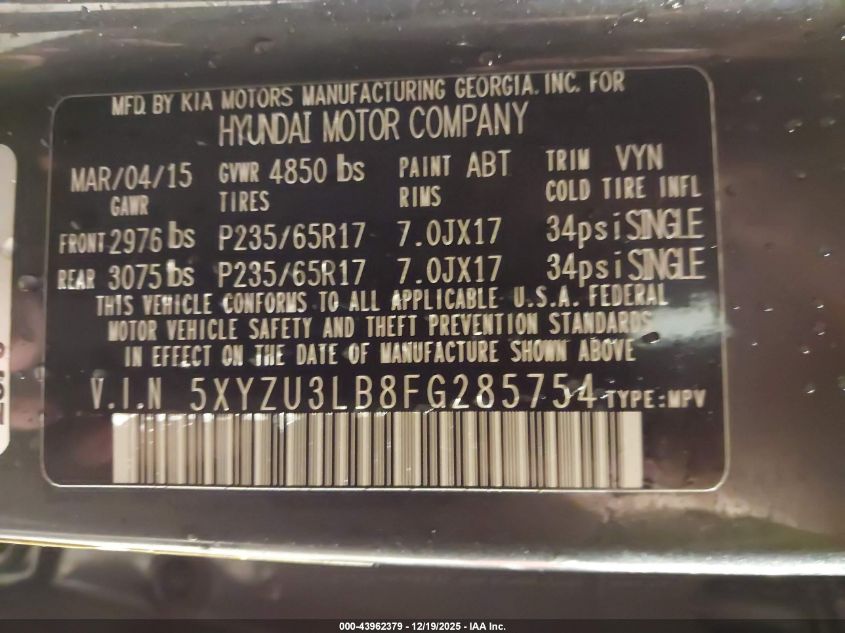 MFD. BY KIA MOTORS MANUFACTURING GEORGIA. INC. FOR
HYUNDAI MOTOR COMPANY
MAR/04/15 GVWR 4850 lbs PAINT ABT TRIM VYN
GAWR TIRES RIMS COLD TIRE INFL
FRONT 2976 lbs P235/65R17 7.0JX17 34psi SINGLE
REAR 3075 lbs P235/65R17 7.0JX17 34psi SINGLE
THIS VEHICLE CONFORMS TO ALL APPLICABLE U.S.A. FEDERAL
MOTOR VEHICLE SAFETY AND THEFT PREVENTION STANDARDS
IN EFFECT ON THE DATE OF MANUFACTURE SHOWN ABOVE
V.I.N 5XYZU3LB8FG285754 TYPE:MPV
000-43962379 - 12/19/2025 - IAA Inc.